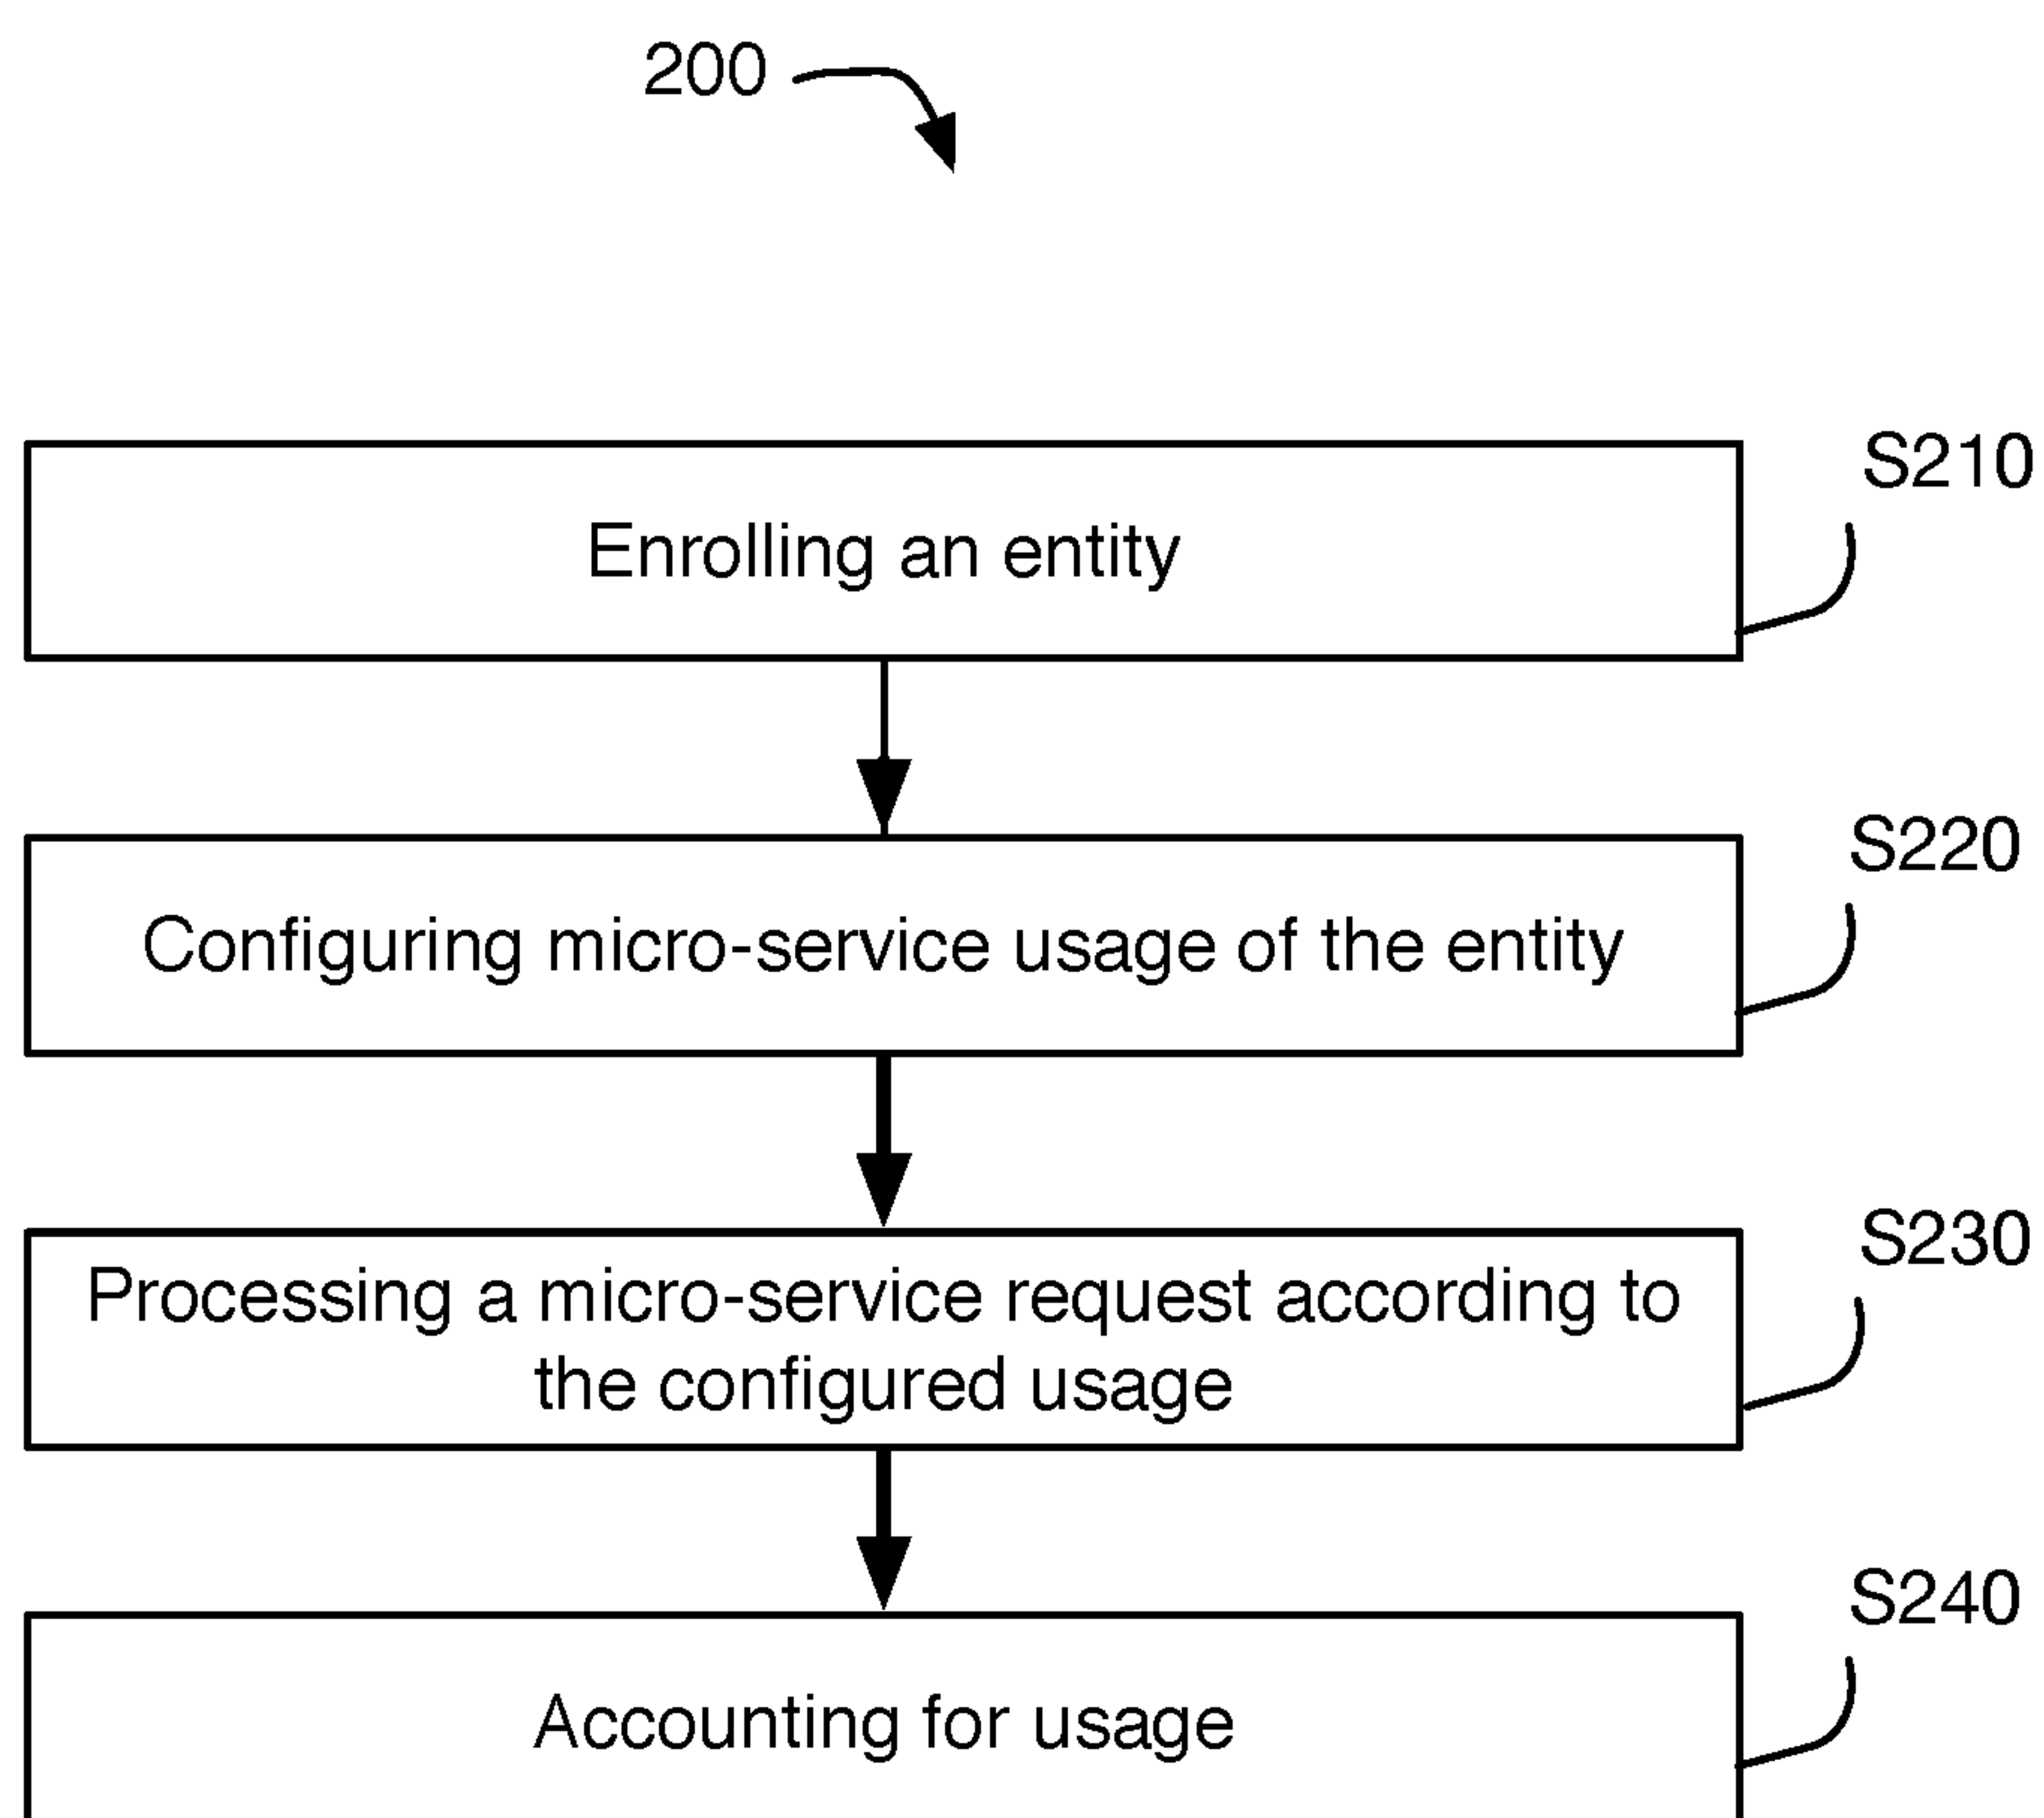 200
S210
Enrolling an entity
S220
Configuring micro-service usage of the entity
S230
Processing a micro-service request according to
the configured usage
S240
Accounting for usage